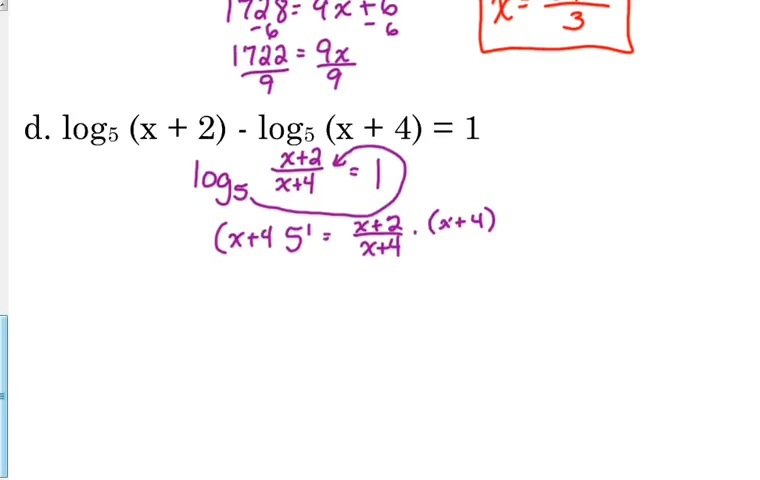 1728 = 9x + 6
-6 -6
1722 = 9x
9 9
x =
3
d. log₅ (x + 2) - log₅ (x + 4) = 1
log₅ x+2/x+4 = 1
(x+4 5¹ = x+2/x+4 · (x+4)